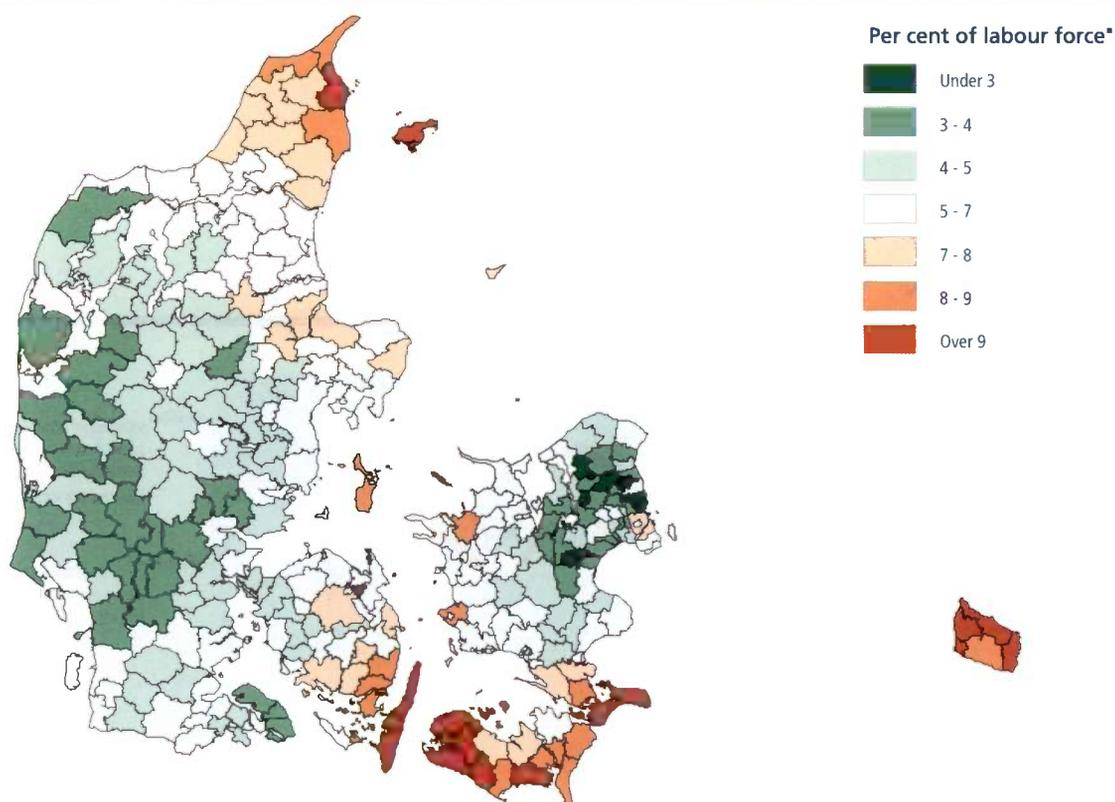 Per cent of labour force*
Under 3
3 - 4
4 - 5
5 - 7
7 - 8
8 - 9
Over 9